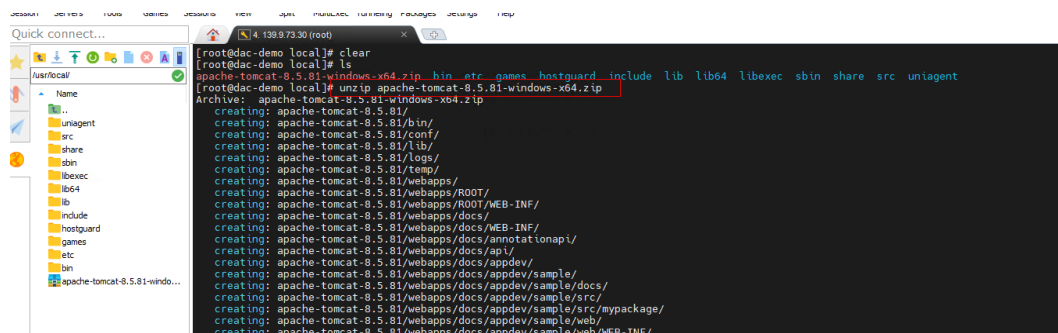 Session Servers Tools Games Sessions View Split MultiExec Tunneling Packages Settings Help
Quick connect...
4. 139.9.73.30 (root)
/usr/local/
Name
..
uniagent
src
share
sbin
libexec
lib64
lib
include
hostguard
games
etc
bin
apache-tomcat-8.5.81-windo...
[root@dac-demo local]# clear
[root@dac-demo local]# ls
apache-tomcat-8.5.81-windows-x64.zip bin etc games hostguard include lib lib64 libexec sbin share src uniagent
[root@dac-demo local]# unzip apache-tomcat-8.5.81-windows-x64.zip
Archive:  apache-tomcat-8.5.81-windows-x64.zip
creating: apache-tomcat-8.5.81/
creating: apache-tomcat-8.5.81/bin/
creating: apache-tomcat-8.5.81/conf/
creating: apache-tomcat-8.5.81/lib/
creating: apache-tomcat-8.5.81/logs/
creating: apache-tomcat-8.5.81/temp/
creating: apache-tomcat-8.5.81/webapps/
creating: apache-tomcat-8.5.81/webapps/ROOT/
creating: apache-tomcat-8.5.81/webapps/ROOT/WEB-INF/
creating: apache-tomcat-8.5.81/webapps/docs/
creating: apache-tomcat-8.5.81/webapps/docs/WEB-INF/
creating: apache-tomcat-8.5.81/webapps/docs/annotationapi/
creating: apache-tomcat-8.5.81/webapps/docs/api/
creating: apache-tomcat-8.5.81/webapps/docs/appdev/
creating: apache-tomcat-8.5.81/webapps/docs/appdev/sample/
creating: apache-tomcat-8.5.81/webapps/docs/appdev/sample/docs/
creating: apache-tomcat-8.5.81/webapps/docs/appdev/sample/src/
creating: apache-tomcat-8.5.81/webapps/docs/appdev/sample/src/mypackage/
creating: apache-tomcat-8.5.81/webapps/docs/appdev/sample/web/
creating: apache-tomcat-8.5.81/webapps/docs/appdev/sample/web/WEB-INF/